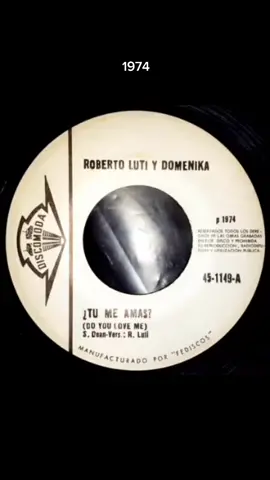 1974
ROBERTO LUTI Y DOMENIKA
DISCOMODA
p 1974
45-1149-A
¿TU ME AMAS?
(DO YOU LOVE ME)
S. Dean-Vers.: R. Luti
MANUFACTURADO POR "FEDISCOS"